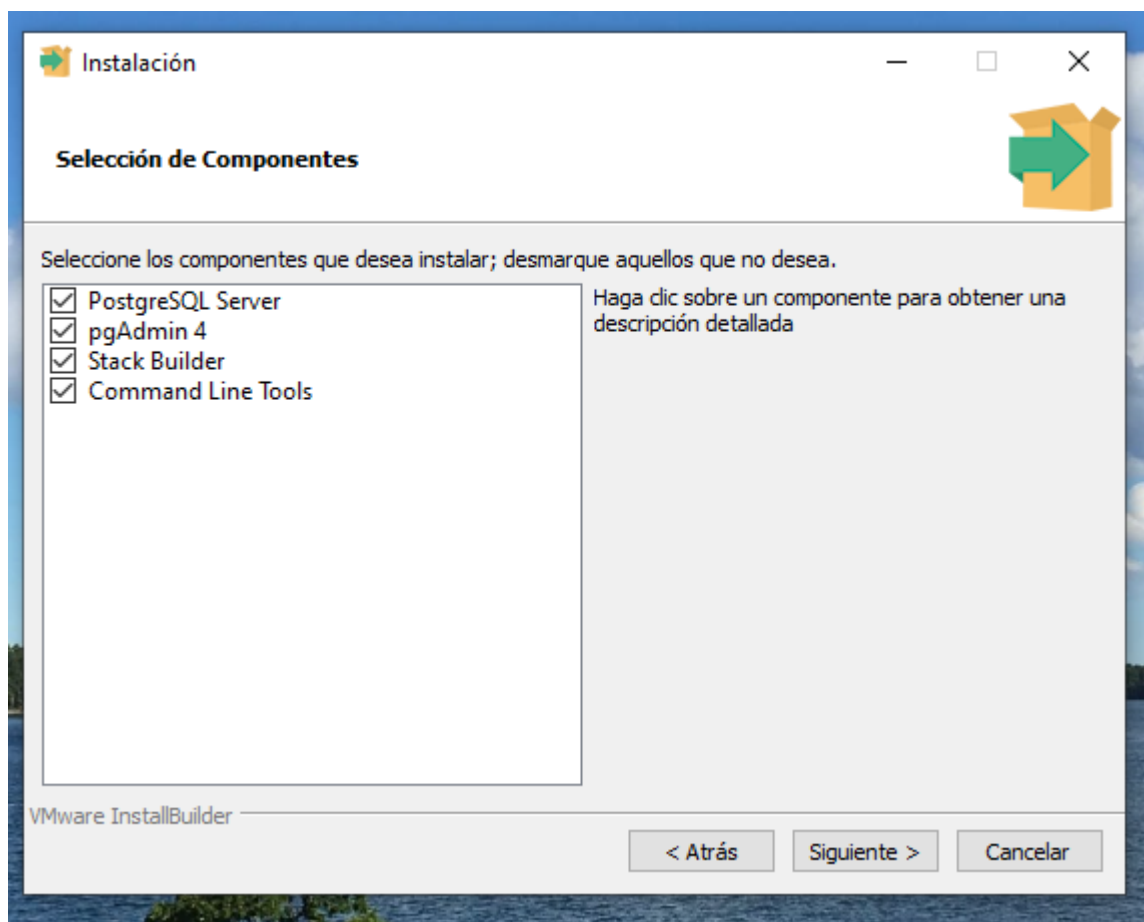 Instalación
Selección de Componentes
Seleccione los componentes que desea instalar; desmarque aquellos que no desea.
PostgreSQL Server
pgAdmin 4
Stack Builder
Command Line Tools
Haga clic sobre un componente para obtener una
descripción detallada
VMware InstallBuilder
< Atrás
Siguiente >
Cancelar